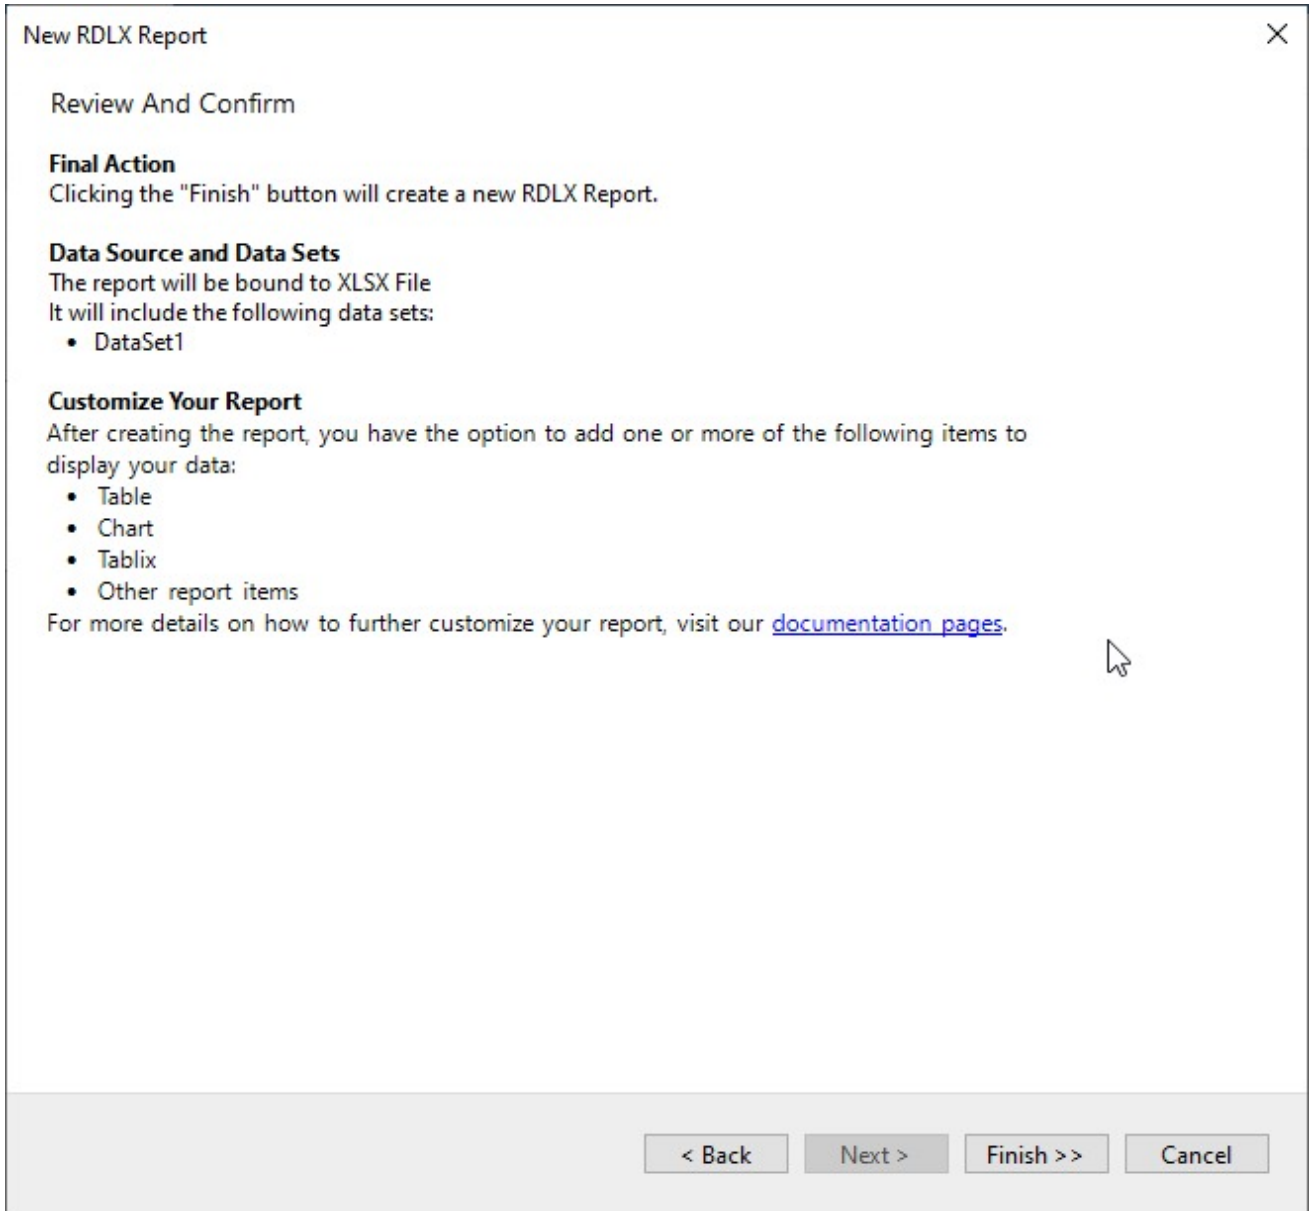 New RDLX Report
Review And Confirm
Final Action
Clicking the "Finish" button will create a new RDLX Report.
Data Source and Data Sets
The report will be bound to XLSX File
It will include the following data sets:
• DataSet1
Customize Your Report
After creating the report, you have the option to add one or more of the following items to
display your data:
• Table
• Chart
• Tablix
• Other report items
For more details on how to further customize your report, visit our documentation pages.
< Back Next > Finish >> Cancel